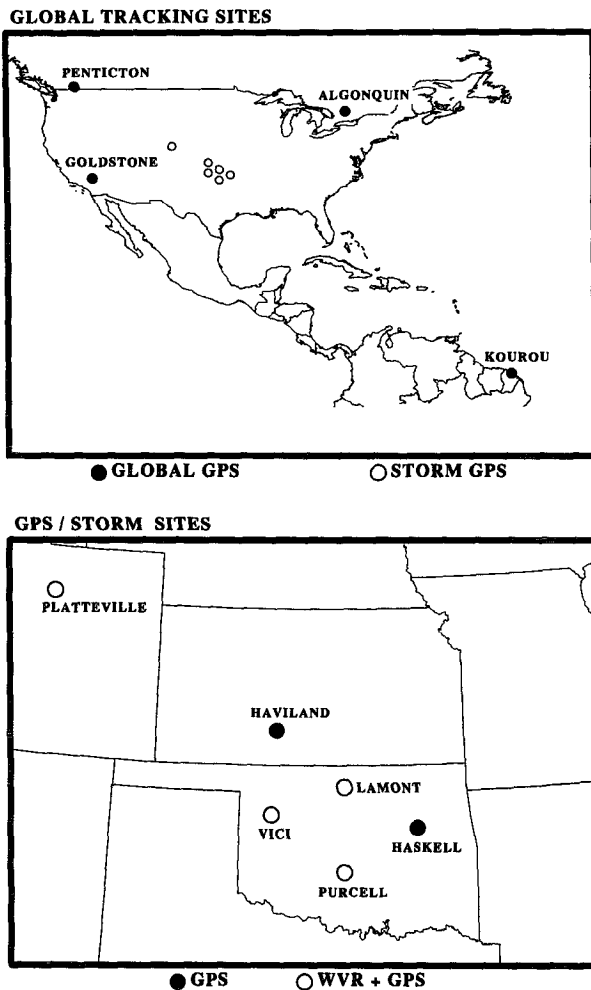 GLOBAL TRACKING SITES
PENTICTON
ALGONQUIN
GOLDSTONE
KOUROU
GLOBAL GPS
STORM GPS
GPS / STORM SITES
PLATTEVILLE
HAVILAND
LAMONT
VICI
HASKELL
PURCELL
GPS
WVR + GPS